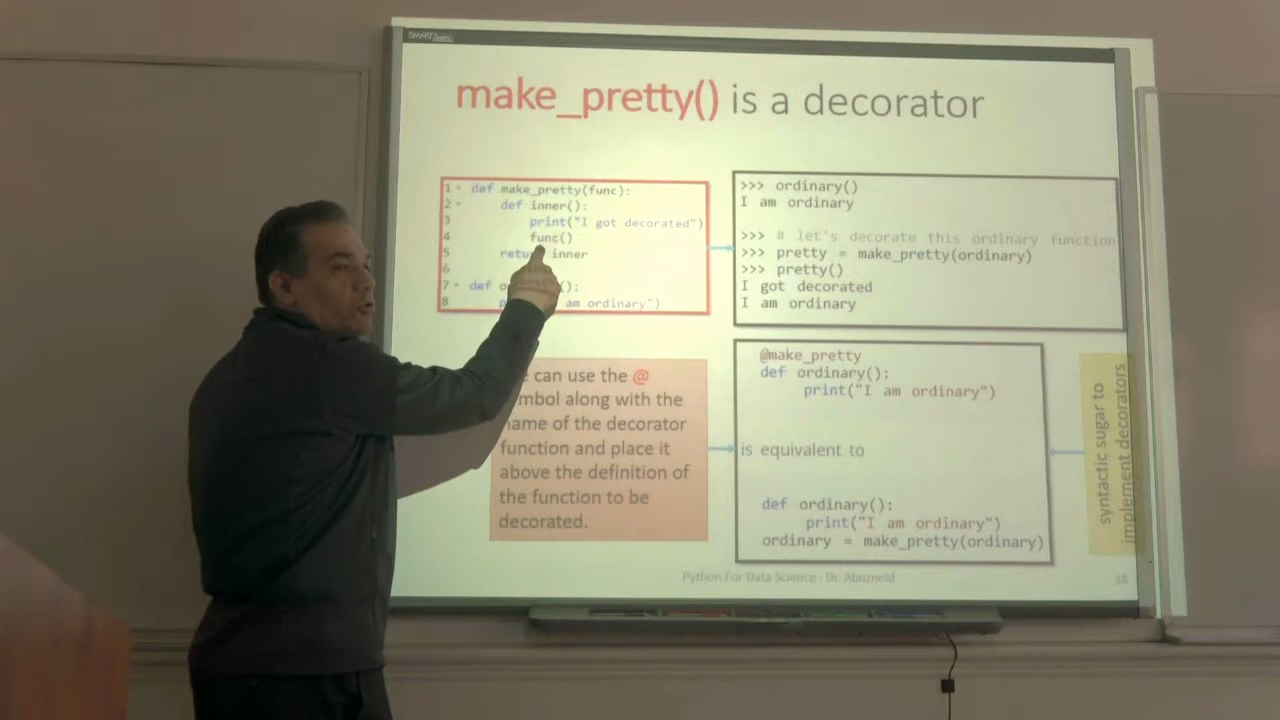 SMART
make_pretty() is a decorator
1 def make_pretty(func):
2 def inner():
3 print("I got decorated")
4 func()
5 inner
6
7 def
8 am ordinary")
>>> ordinary()
I am ordinary
>>> # let's decorate this ordinary function
>>> pretty = make_pretty(ordinary)
>>> pretty()
I got decorated
I am ordinary
can use the @
along with the
name of the decorator
function and place it
above the definition of
the function to be
decorated.
@make_pretty
def ordinary():
print("I am ordinary")
is equivalent to
def ordinary():
print("I am ordinary")
ordinary = make_pretty(ordinary)
syntactic sugar to
implement decorators
Python For Data Science - Dr. Abuzneid